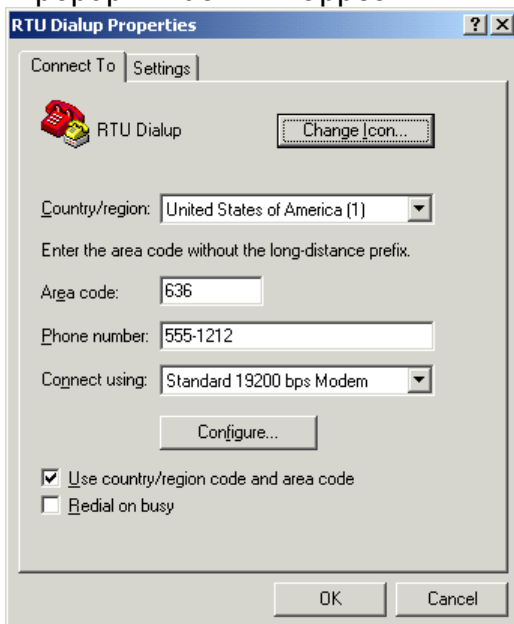 RTU Dialup Properties
Connect To Settings
RTU Dialup Change Icon...
Country/region: United States of America (1)
Enter the area code without the long-distance prefix.
Area code: 636
Phone number: 555-1212
Connect using: Standard 19200 bps Modem
Configure...
Use country/region code and area code
Redial on busy
OK Cancel